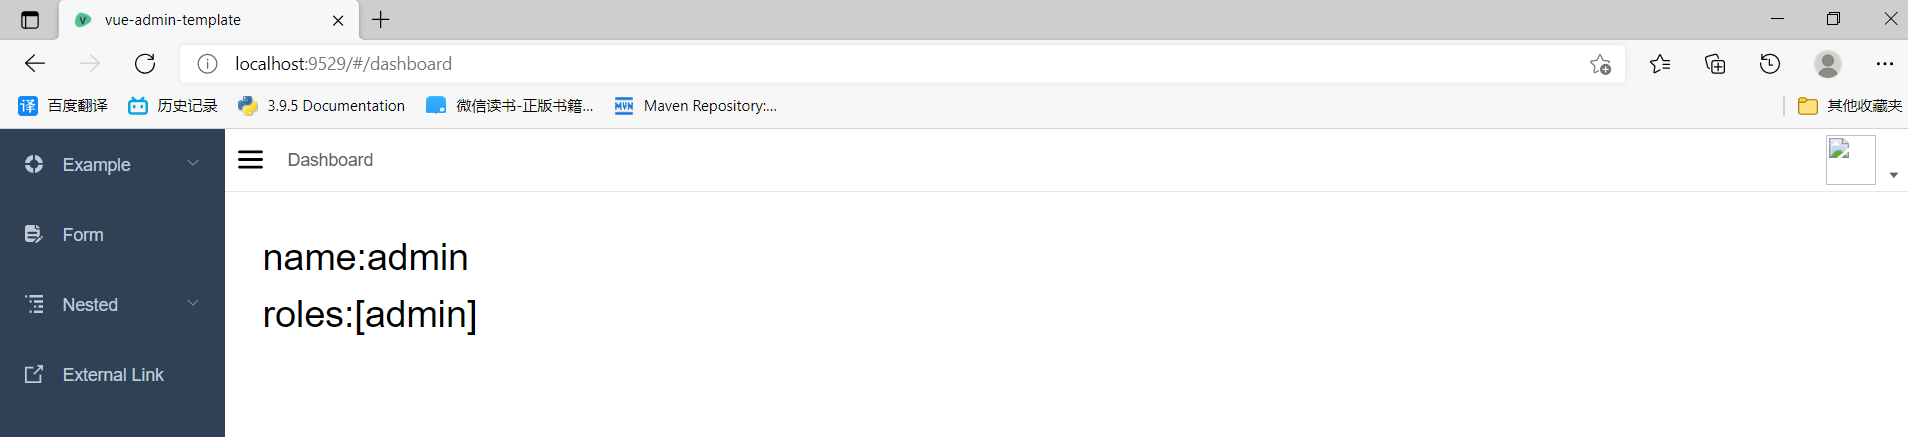 vue-admin-template
localhost:9529/#/dashboard
译 百度翻译 历史记录 3.9.5 Documentation 微信读书-正版书籍... MVN Maven Repository:... 其他收藏夹
Example
Dashboard
Form
name:admin
Nested
roles:[admin]
External Link